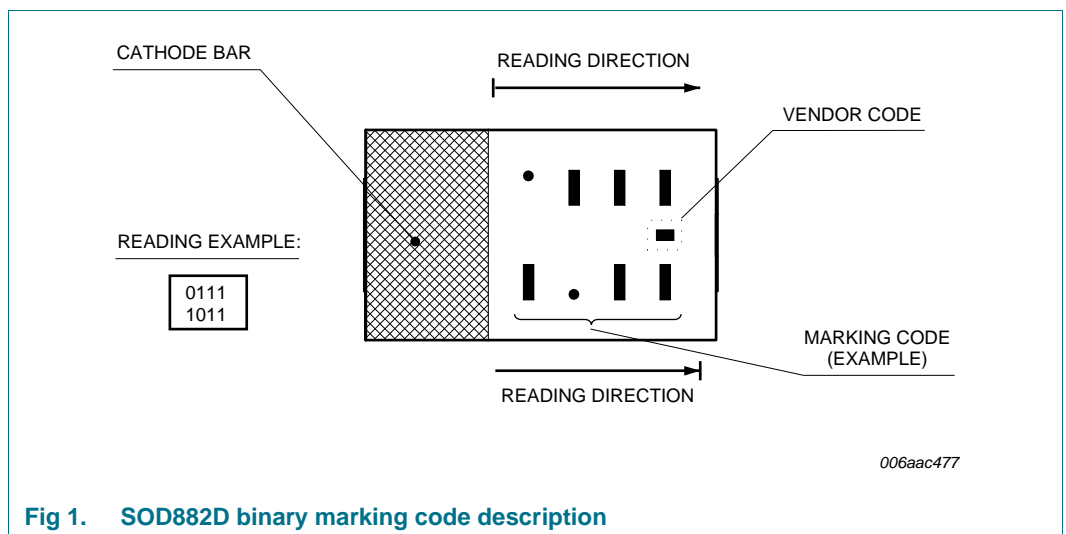 CATHODE BAR
READING DIRECTION
VENDOR CODE
READING EXAMPLE:
0111
1011
MARKING CODE
(EXAMPLE)
READING DIRECTION
006aac477
Fig 1. SOD882D binary marking code description